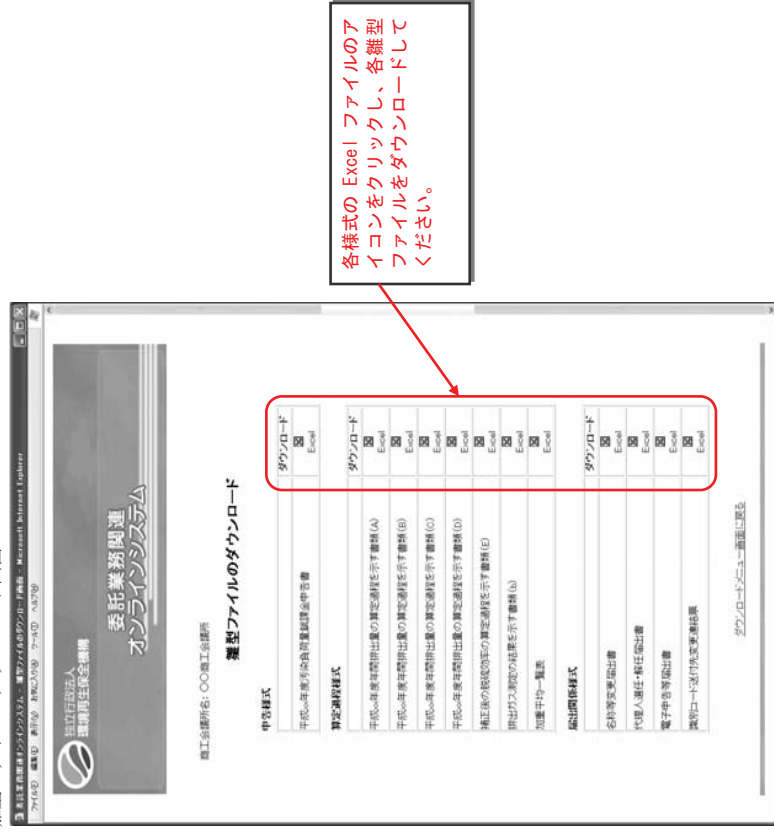 委託業務関連オンラインシステム - 雛型ファイルのダウンロード画面 - Microsoft Internet Explorer
ファイル(F) 編集(E) 表示(V) お気に入り(A) ツール(T) ヘルプ(H)
独立行政法人
環境再生保全機構
委託業務関連
オンラインシステム
商工会議所名: ○○商工会議所
雛型ファイルのダウンロード
申告様式
ダウンロード
平成○○年度汚染負荷量賦課金申告書
Excel
算定過程様式
ダウンロード
平成○○年度年間排出量の算定過程を示す書類(A)
Excel
平成○○年度年間排出量の算定過程を示す書類(B)
Excel
平成○○年度年間排出量の算定過程を示す書類(C)
Excel
平成○○年度年間排出量の算定過程を示す書類(D)
Excel
補正後の脱硫効率の算定過程を示す書類(E)
Excel
排出ガス測定の結果を示す書類(b)
Excel
加重平均一覧表
Excel
届出関係様式
ダウンロード
名称等変更届出書
Excel
代理人選任・解任届出書
Excel
電子申告等届出書
Excel
識別コード送付先変更連絡票
Excel
ダウンロードメニュー画面に戻る
各様式の Excel ファイルのア
イコンをクリックし、各雛型
ファイルをダウンロードして
ください。